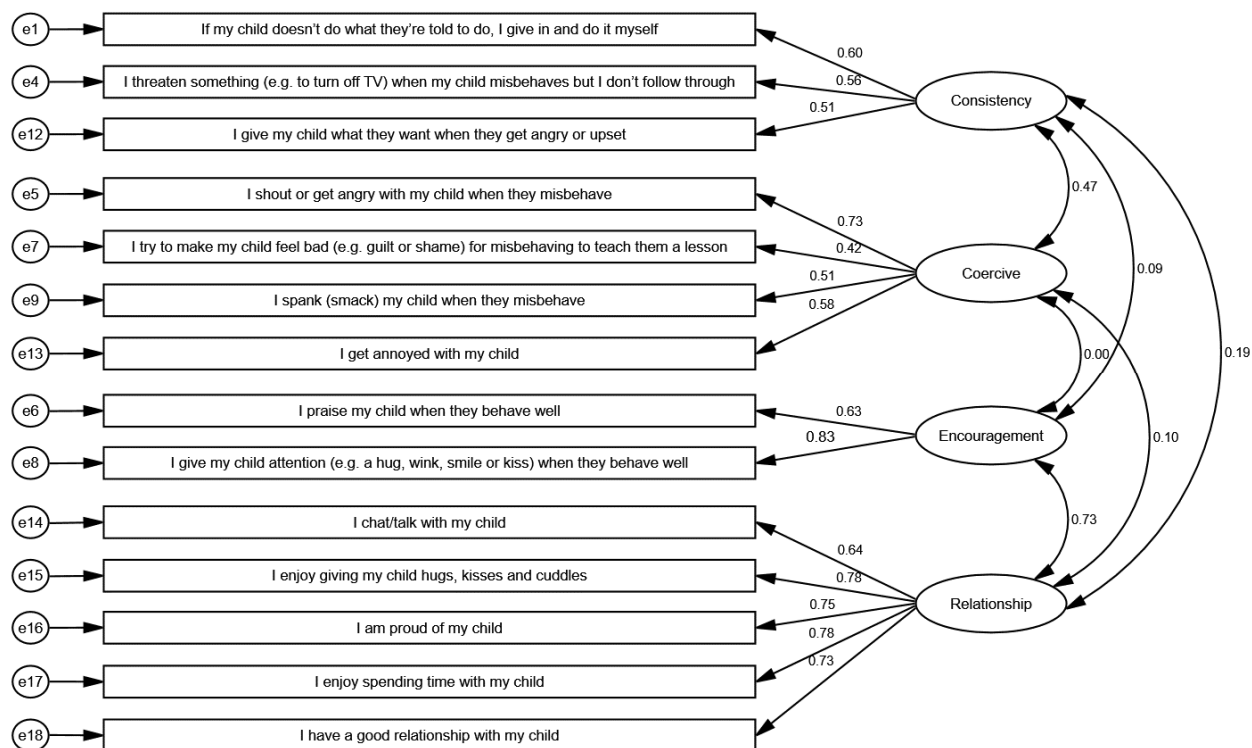 e1
If my child doesn't do what they're told to do, I give in and do it myself
0.60
e4
I threaten something (e.g. to turn off TV) when my child misbehaves but I don't follow through
0.56
Consistency
e12
I give my child what they want when they get angry or upset
0.51
e5
I shout or get angry with my child when they misbehave
0.73
0.47
e7
I try to make my child feel bad (e.g. guilt or shame) for misbehaving to teach them a lesson
0.42
Coercive
0.09
e9
I spank (smack) my child when they misbehave
0.51
e13
I get annoyed with my child
0.58
0.00
0.19
e6
I praise my child when they behave well
0.63
Encouragement
0.10
e8
I give my child attention (e.g. a hug, wink, smile or kiss) when they behave well
0.83
e14
I chat/talk with my child
0.64
0.73
e15
I enjoy giving my child hugs, kisses and cuddles
0.78
Relationship
e16
I am proud of my child
0.75
e17
I enjoy spending time with my child
0.78
e18
I have a good relationship with my child
0.73